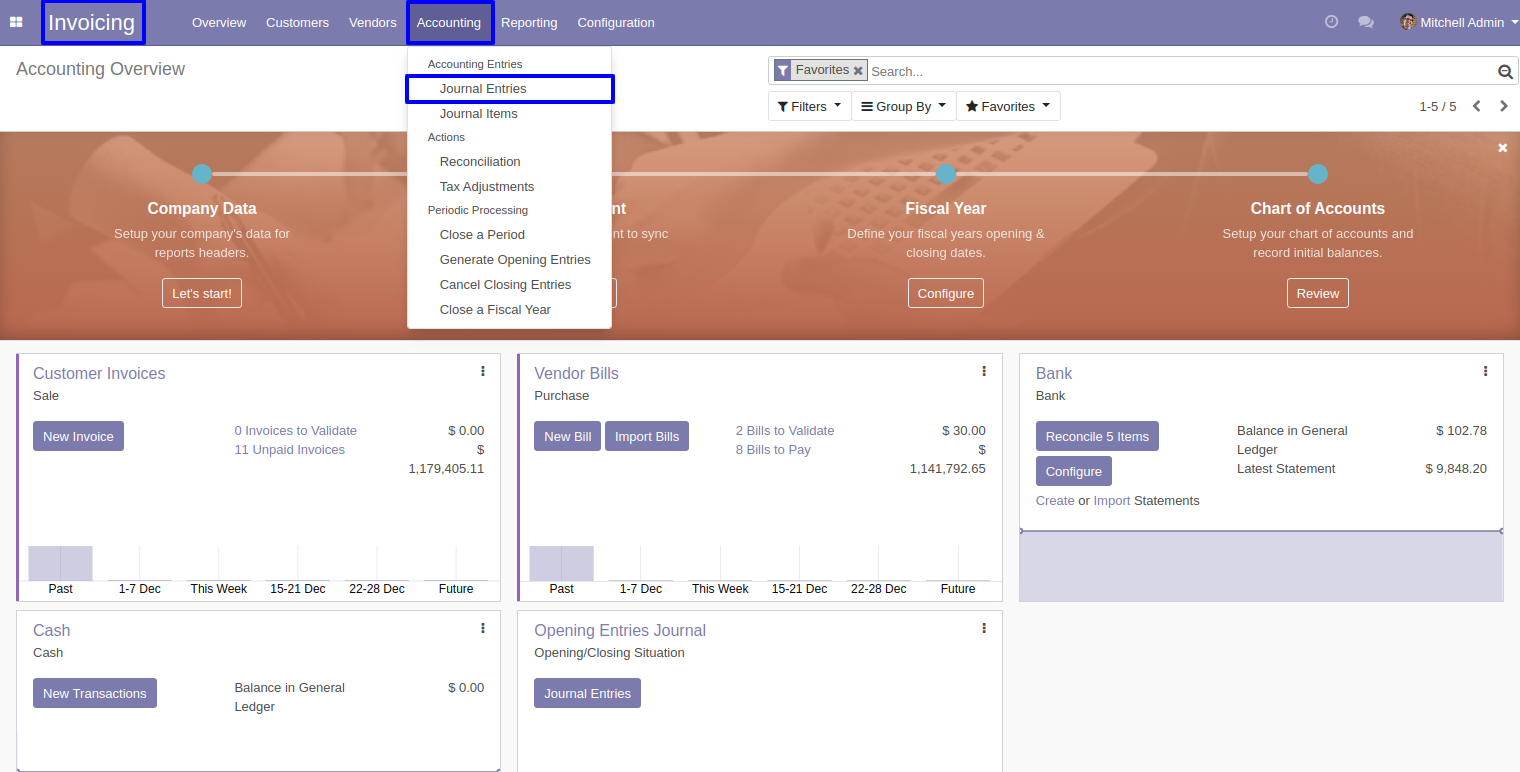 Invoicing
Overview Customers Vendors Accounting Reporting Configuration
Mitchell Admin
Accounting Overview
Favorites Search...
Filters Group By Favorites
1-5 / 5
Accounting Entries
Journal Entries
Journal Items
Actions
Reconciliation
Tax Adjustments
Periodic Processing
Close a Period
Generate Opening Entries
Cancel Closing Entries
Close a Fiscal Year
Company Data
Setup your company's data for
reports headers.
Let's start!
nt
nt to sync
Fiscal Year
Define your fiscal years opening &
closing dates.
Configure
Chart of Accounts
Setup your chart of accounts and
record initial balances.
Review
Customer Invoices
Sale
New Invoice
0 Invoices to Validate $ 0.00
11 Unpaid Invoices $
1,179,405.11
Past 1-7 Dec This Week 15-21 Dec 22-28 Dec Future
Vendor Bills
Purchase
New Bill Import Bills
2 Bills to Validate $ 30.00
8 Bills to Pay $
1,141,792.65
Past 1-7 Dec This Week 15-21 Dec 22-28 Dec Future
Bank
Bank
Reconcile 5 Items
Configure
Create or Import Statements
Balance in General $ 102.78
Ledger
Latest Statement $ 9,848.20
Cash
Cash
New Transactions
Balance in General $ 0.00
Ledger
Opening Entries Journal
Opening/Closing Situation
Journal Entries